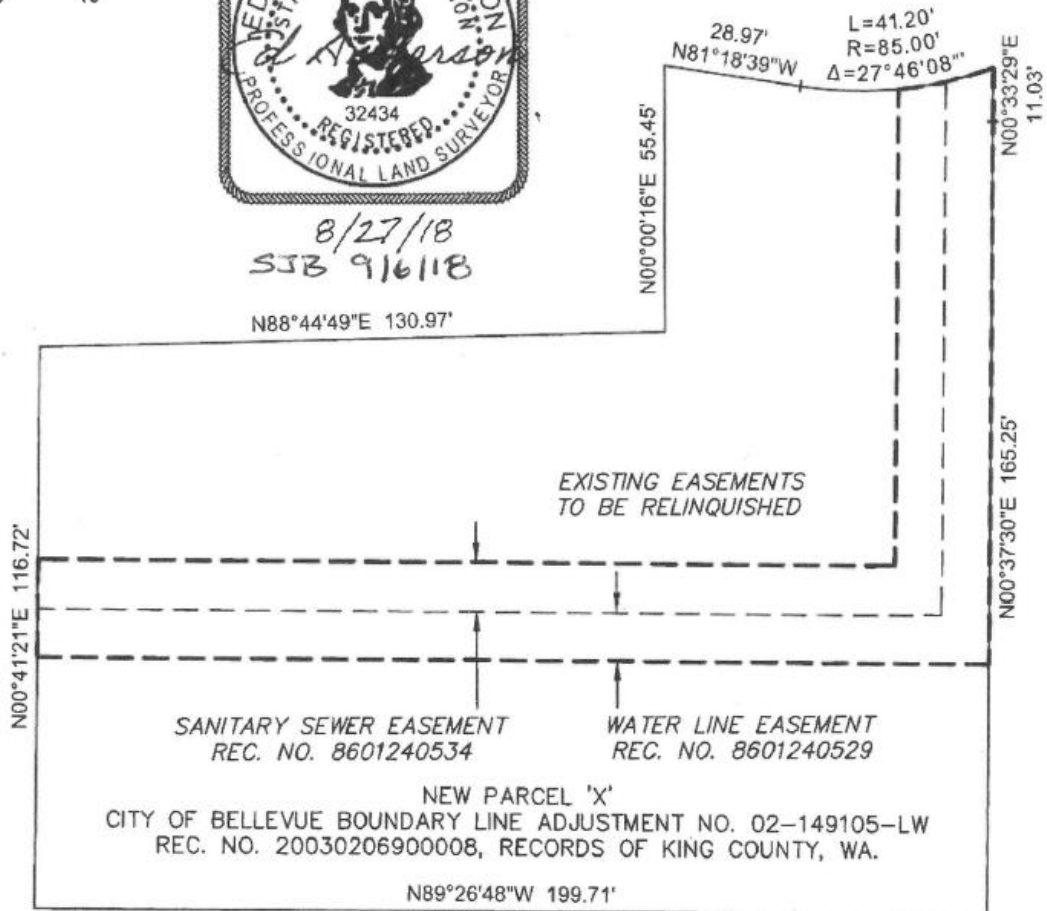 32434
REGISTERED
PROFESSIONAL LAND SURVEYOR
8/27/18
SJB 9/6/18
28.97'
N81°18'39"W
L=41.20'
R=85.00'
Δ=27°46'08"'
N00°33'29"E
11.03'
N00°00'16"E 55.45'
N88°44'49"E 130.97'
EXISTING EASEMENTS
TO BE RELINQUISHED
N00°37'30"E 165.25'
N00°41'21"E 116.72'
SANITARY SEWER EASEMENT
REC. NO. 8601240534
WATER LINE EASEMENT
REC. NO. 8601240529
NEW PARCEL 'X'
CITY OF BELLEVUE BOUNDARY LINE ADJUSTMENT NO. 02-149105-LW
REC. NO. 20030206900008, RECORDS OF KING COUNTY, WA.
N89°26'48"W 199.71'